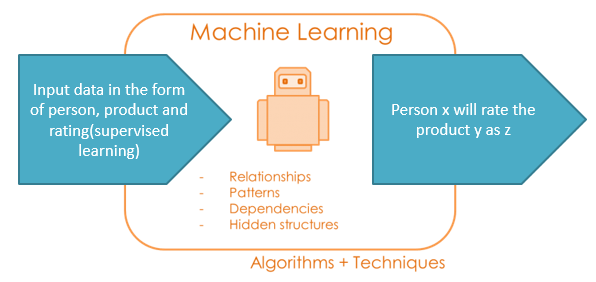 Machine Learning
Input data in the form
of person, product and
rating(supervised
learning)
Person x will rate the
product y as z
- Relationships
- Patterns
- Dependencies
- Hidden structures
Algorithms + Techniques